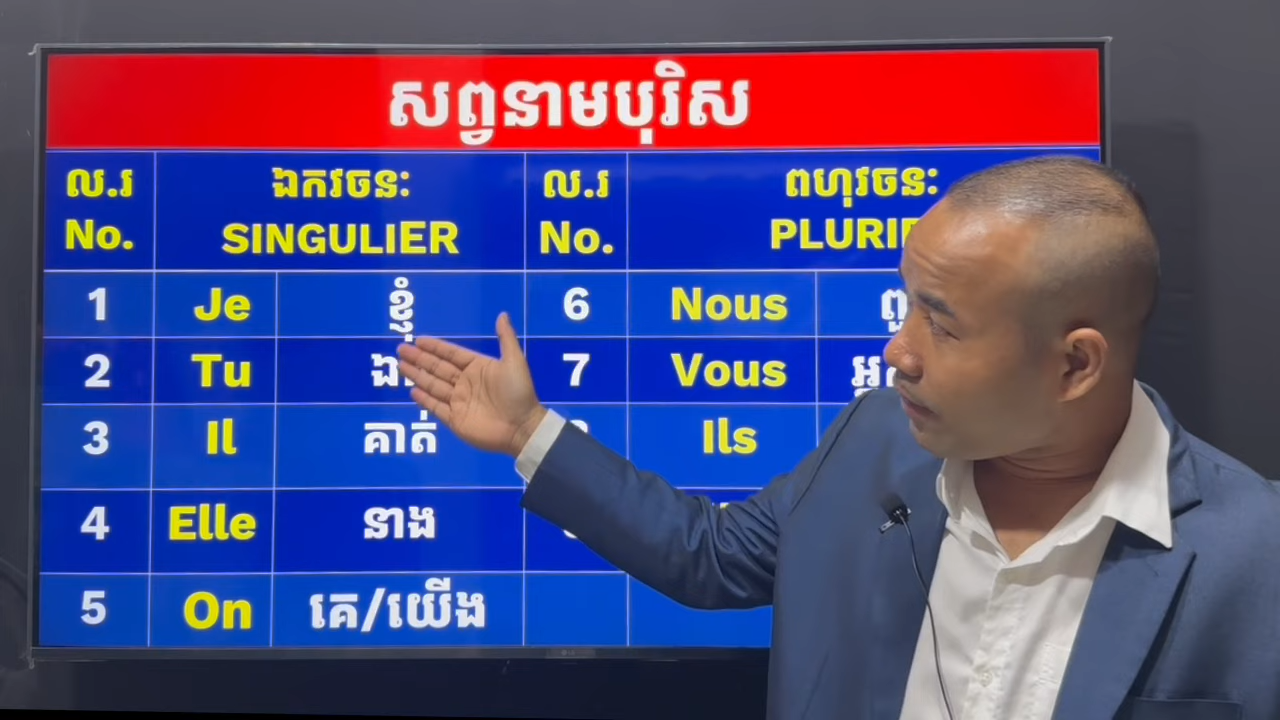 សព្វនាមបុរិស
ល.រ ឯកវចនៈ ល.រ ពហុវចនៈ
No. SINGULIER No.
1 Je ខ្ញុំ 6 Nous
2 Tu 7 Vous
3 Il គាត់ Ils
4 Elle នាង
5 On គេ/យើង
LG